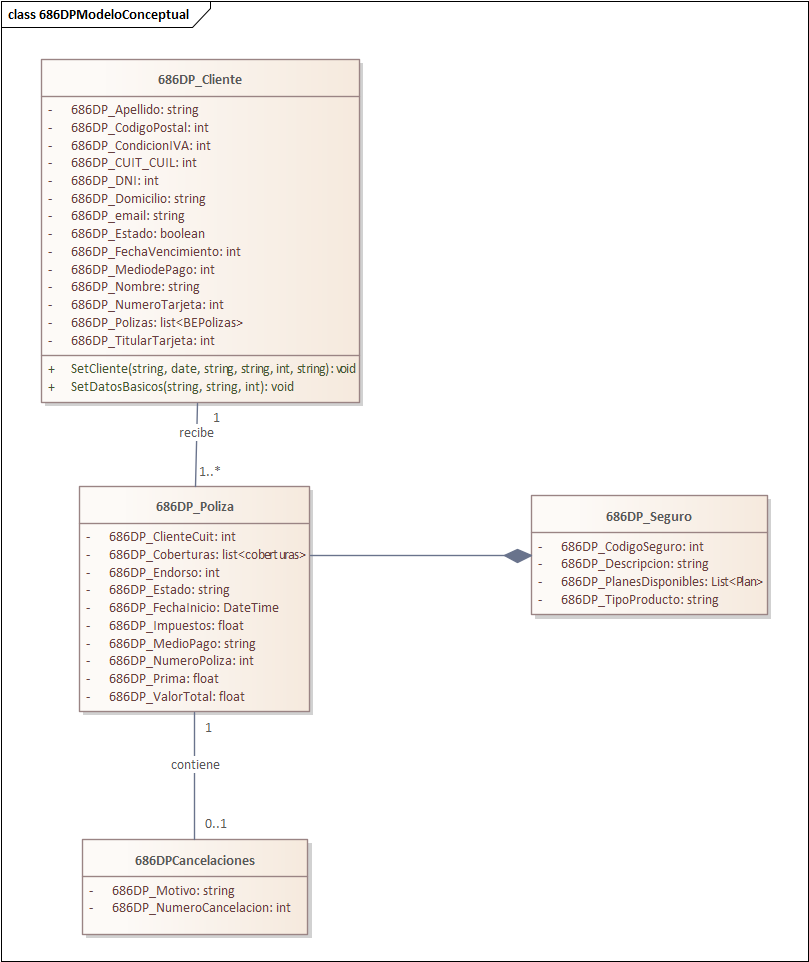 class 686DPModeloConceptual
686DP_Cliente
- 686DP_Apellido: string
- 686DP_CodigoPostal: int
- 686DP_CondicionIVA: int
- 686DP_CUIT_CUIL: int
- 686DP_DNI: int
- 686DP_Domicilio: string
- 686DP_email: string
- 686DP_Estado: boolean
- 686DP_FechaVencimiento: int
- 686DP_MediodePago: int
- 686DP_Nombre: string
- 686DP_NumeroTarjeta: int
- 686DP_Polizas: list<BEPolizas>
- 686DP_TitularTarjeta: int
+ SetCliente(string, date, string, string, int, string): void
+ SetDatosBasicos(string, string, int): void
1
recibe
1..*
686DP_Poliza
- 686DP_ClienteCuit: int
- 686DP_Coberturas: list<coberturas>
- 686DP_Endorso: int
- 686DP_Estado: string
- 686DP_FechaInicio: DateTime
- 686DP_Impuestos: float
- 686DP_MedioPago: string
- 686DP_NumeroPoliza: int
- 686DP_Prima: float
- 686DP_ValorTotal: float
686DP_Seguro
- 686DP_CodigoSeguro: int
- 686DP_Descripcion: string
- 686DP_PlanesDisponibles: List<Plan>
- 686DP_TipoProducto: string
1
contiene
0..1
686DPCancelaciones
- 686DP_Motivo: string
- 686DP_NumeroCancelacion: int